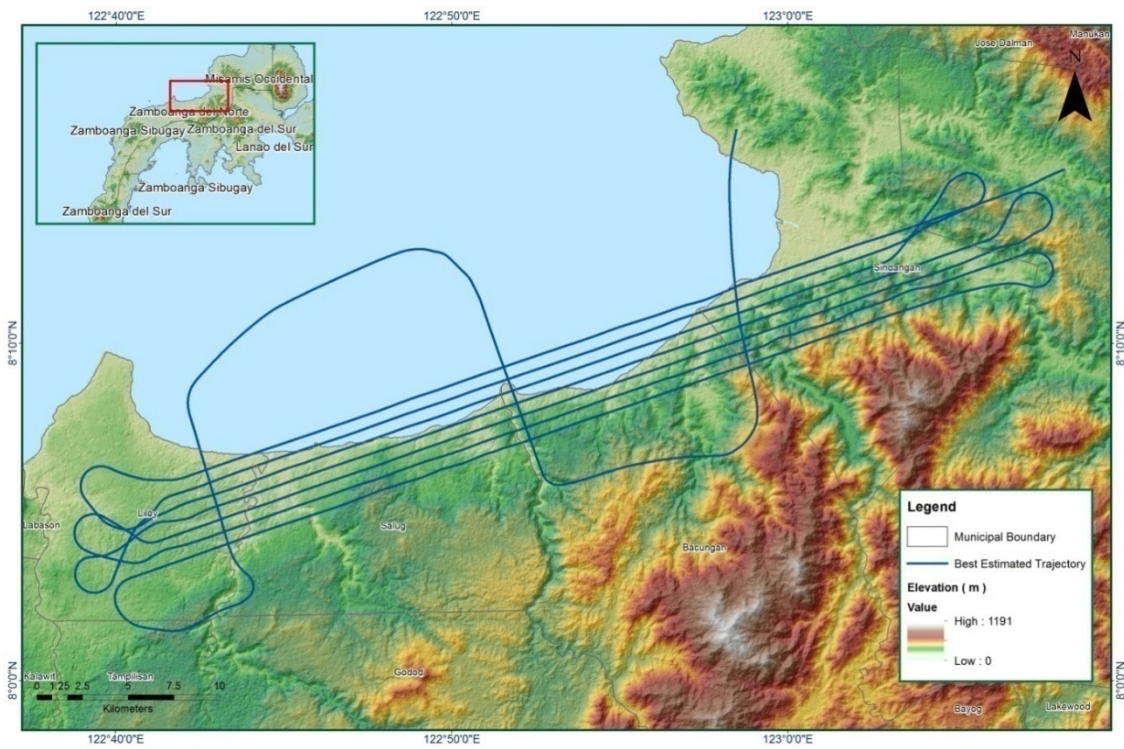 122°40'0"E 122°50'0"E 123°0'0"E
Manukan
Jose Dalman
N
Misamis Occidental
Zamboanga del Norte
Zamboanga Sibugay Zamboanga del Sur
Lanao del Sur
Zamboanga Sibugay
Zamboanga del Sur
Sindangan
8°10'0"N 8°10'0"N
Labason
Liloy
Salug
Bacungan
Legend
Municipal Boundary
Best Estimated Trajectory
Elevation ( m )
Value
High : 1191
Low : 0
Kalawit
Tampilisan
Godod
8°0'0"N 8°0'0"N
0 1.25 2.5 5 7.5 10
Kilometers
Bayog
Lakewood
122°40'0"E 122°50'0"E 123°0'0"E